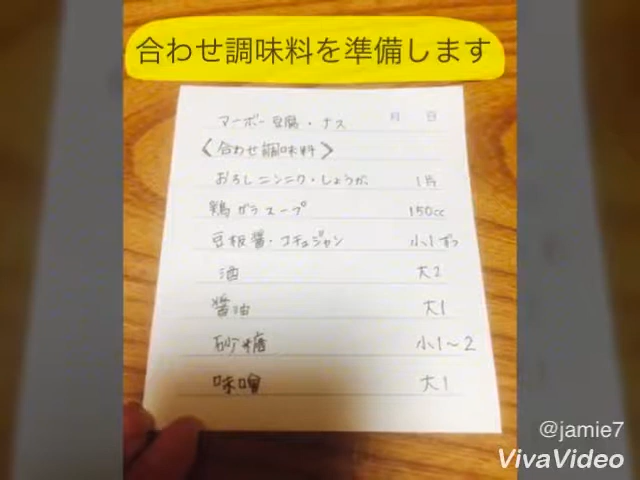 合わせ調味料を準備します
マーボー豆腐・ナス 月 日
〈合わせ調味料〉
おろしニンニク・しょうが 1片
鶏ガラスープ 150cc
豆板醤・コチュジャン 小1ずつ
酒 大2
醤油 大1
砂糖 小1～2
味噌 大1
@jamie7
VivaVideo